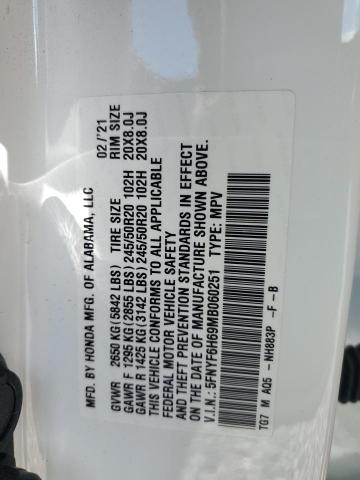 MFD. BY HONDA MFG. OF ALABAMA, LLC 02/'21
GVWR 2650 KG(5842 LBS) TIRE SIZE RIM SIZE
GAWR F 1295 KG(2855 LBS)245/50R20 102H 20X8.0J
GAWR R 1425 KG(3142 LBS)245/50R20 102H 20X8.0J
THIS VEHICLE CONFORMS TO ALL APPLICABLE
FEDERAL MOTOR VEHICLE SAFETY
AND THEFT PREVENTION STANDARDS IN EFFECT
ON THE DATE OF MANUFACTURE SHOWN ABOVE.
V.I.N.: 5FNYF6H69MB060251 TYPE: MPV
TG7 M A05 -NH883P -F -B